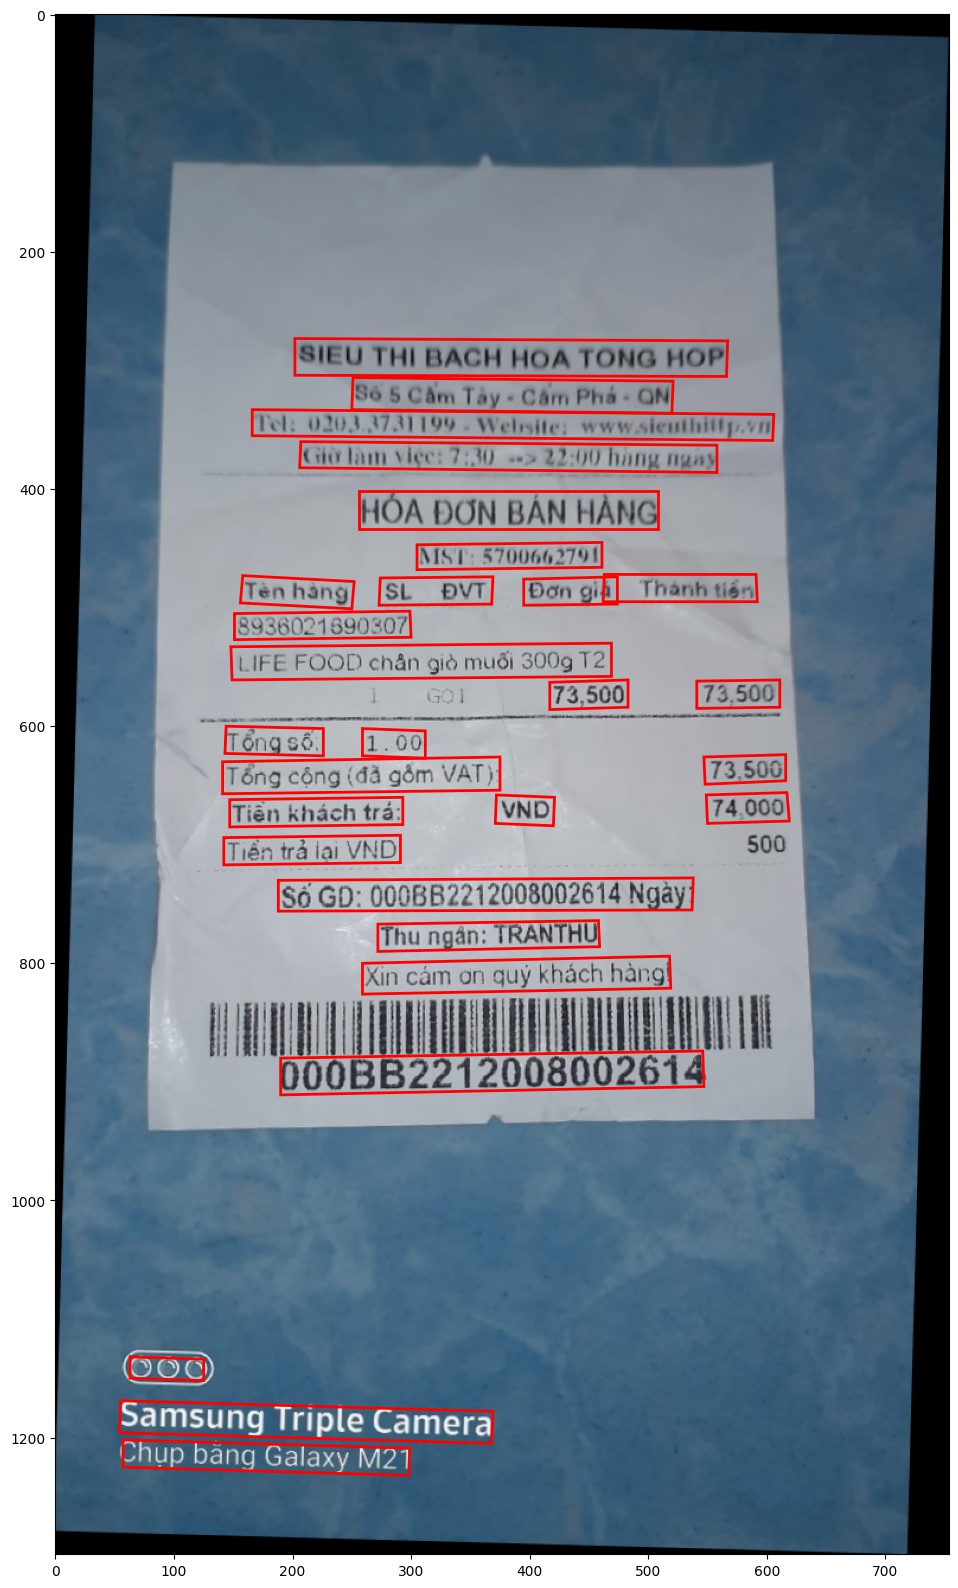 SIEU THI BACH HOA TONG HOP
Số 5 Cẩm Tây - Cẩm Phả - QN
Tel: 0203.3731199 - Website: www.sieuthittp.vn
Giờ làm việc: 7:30 --> 22:00 hàng ngày
HÓA ĐƠN BÁN HÀNG
MST: 5700662791
Tên hàng SL ĐVT Đơn giá Thành tiền
8936021690307
LIFE FOOD chân giò muối 300g T2
1 GOI 73,500 73,500
Tổng số: 1.00
Tổng cộng (đã gồm VAT): 73,500
Tiền khách trả: VND 74,000
Tiền trả lại VND 500
Số GD: 000BB2212008002614 Ngày:
Thu ngân: TRANTHU
Xin cảm ơn quý khách hàng!
000BB2212008002614
Samsung Triple Camera
Chụp bằng Galaxy M21
0
200
400
600
800
1000
1200
0 100 200 300 400 500 600 700